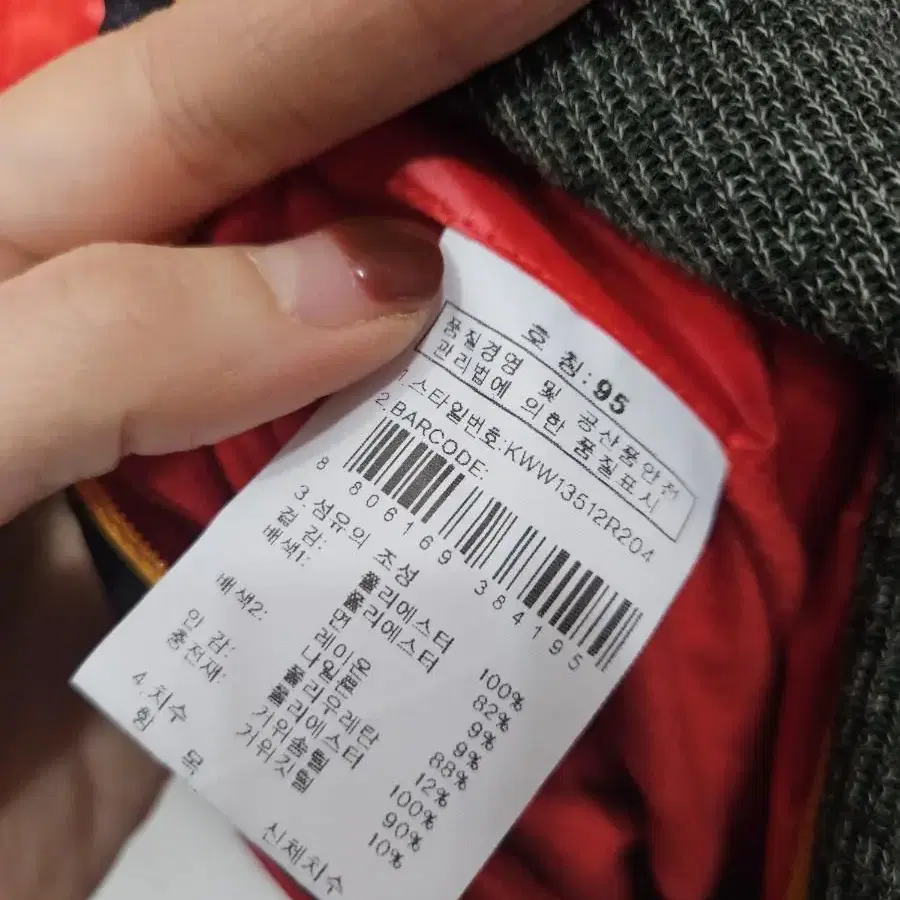 호 칭:95
품질경영 및 공산품안전
관리법에 의한 품질표시
1.스타일번호:KWW13512R204
2.BARCODE:
8 806169 384195
3.섬유의 조성
겉 감: 폴리에스터 100%
배색1: 폴리에스터 82%
면 9%
레이온 9%
배색2: 나일론 88%
폴리우레탄 12%
안 감: 폴리에스터 100%
충전재: 거위솜털 90%
거위깃털 10%
4.치수
항 목 신체치수